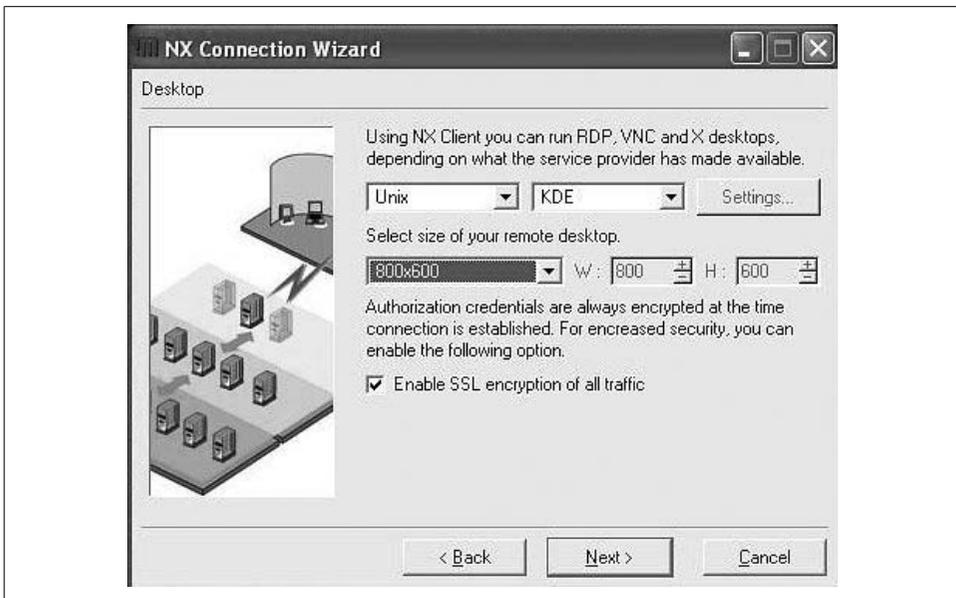 NX Connection Wizard
Desktop
Using NX Client you can run RDP, VNC and X desktops,
depending on what the service provider has made available.
Unix KDE Settings...
Select size of your remote desktop.
800x600 W : 800 H : 600
Authorization credentials are always encrypted at the time
connection is established. For encreased security, you can
enable the following option.
Enable SSL encryption of all traffic
< Back Next > Cancel